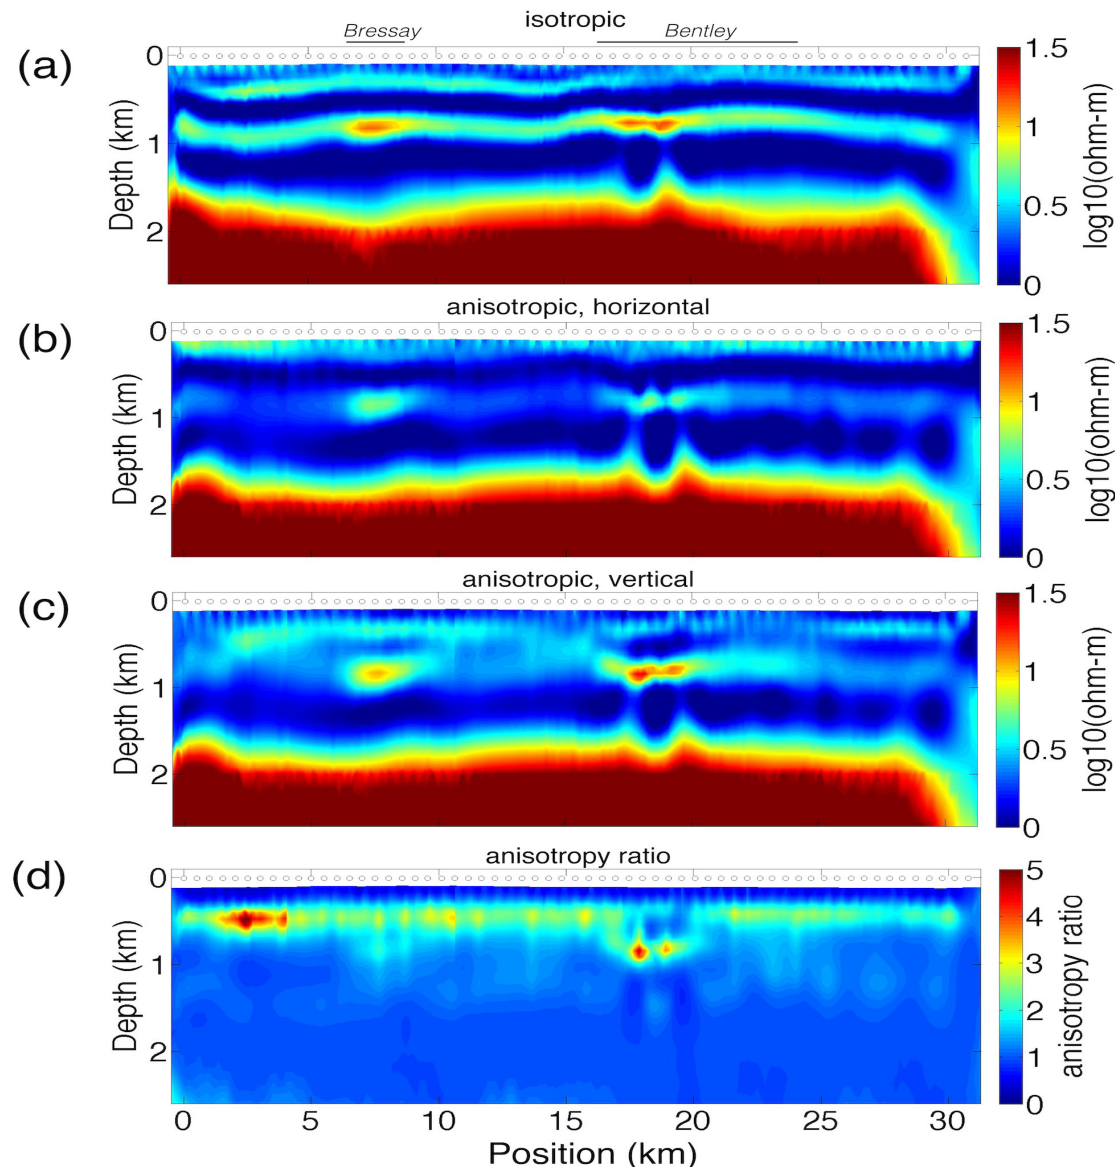 isotropic
Bressay
Bentley
(a)
0
1
2
Depth (km)
1.5
1
0.5
0
log10(ohm-m)
anisotropic, horizontal
(b)
0
1
2
Depth (km)
1.5
1
0.5
0
log10(ohm-m)
anisotropic, vertical
(c)
0
1
2
Depth (km)
1.5
1
0.5
0
log10(ohm-m)
anisotropy ratio
(d)
0
1
2
Depth (km)
5
4
3
2
1
0
anisotropy ratio
0 5 10 15 20 25 30
Position (km)